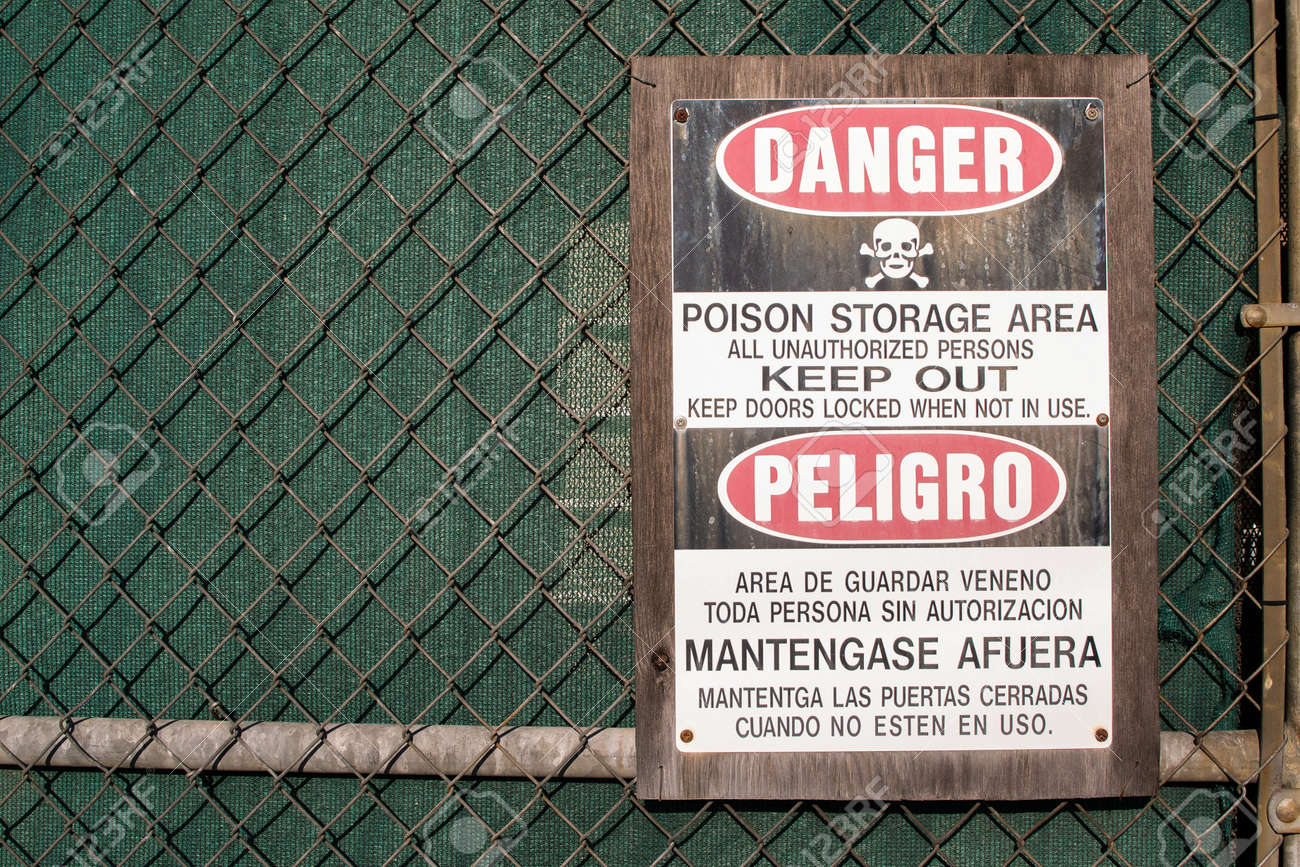 DANGER
POISON STORAGE AREA
ALL UNAUTHORIZED PERSONS
KEEP OUT
KEEP DOORS LOCKED WHEN NOT IN USE.
PELIGRO
AREA DE GUARDAR VENENO
TODA PERSONA SIN AUTORIZACION
MANTENGASE AFUERA
MANTENTGA LAS PUERTAS CERRADAS
CUANDO NO ESTEN EN USO.
123RF